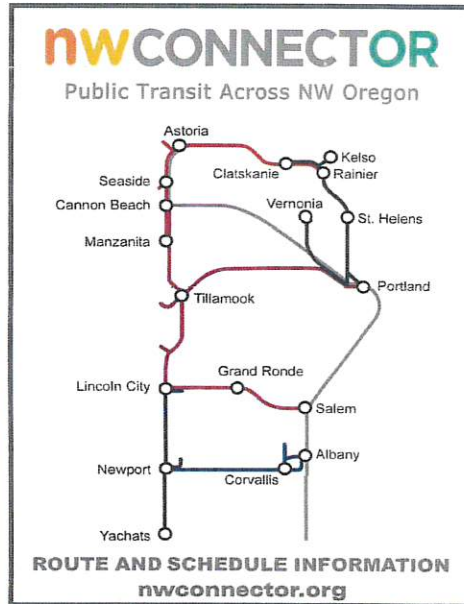 nwCONNECTOR
Public Transit Across NW Oregon
Astoria
Kelso
Clatskanie
Rainier
Seaside
Cannon Beach
Vernonia
St. Helens
Manzanita
Portland
Tillamook
Grand Ronde
Lincoln City
Salem
Albany
Newport
Corvallis
Yachats
ROUTE AND SCHEDULE INFORMATION
nwconnector.org